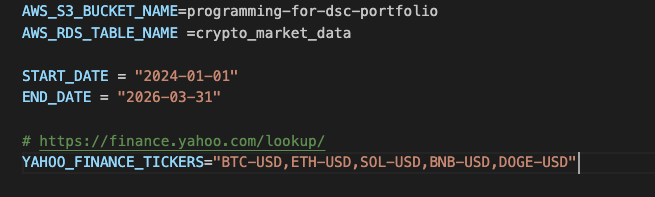 AWS_S3_BUCKET_NAME=programming-for-dsc-portfolio
AWS_RDS_TABLE_NAME =crypto_market_data
START_DATE = "2024-01-01"
END_DATE = "2026-03-31"
# https://finance.yahoo.com/lookup/
YAHOO_FINANCE_TICKERS="BTC-USD,ETH-USD,SOL-USD,BNB-USD,DOGE-USD"